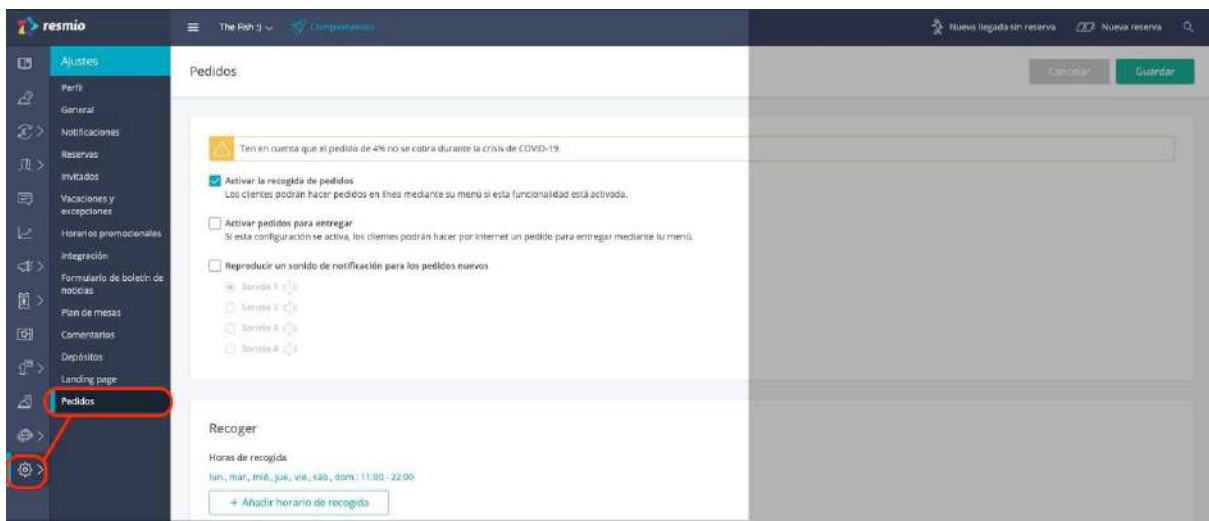 resmio
The Fish :)
Complementos
Nueva llegada sin reserva
Nueva reserva
Ajustes
Perfil
General
Notificaciones
Reservas
Invitados
Vacaciones y
excepciones
Horarios promocionales
Integración
Formulario de boletín de
noticias
Plan de mesas
Comentarios
Depósitos
Landing page
Pedidos
Pedidos
Cancelar
Guardar
Ten en cuenta que el pedido de 4% no se cobra durante la crisis de COVID-19.
Activar la recogida de pedidos
Los clientes podrán hacer pedidos en línea mediante su menú si esta funcionalidad está activada.
Activar pedidos para entregar
Si esta configuración se activa, los clientes podrán hacer por internet un pedido para entregar mediante tu menú.
Reproducir un sonido de notificación para los pedidos nuevos
Sonido 1
Sonido 2
Sonido 3
Sonido 4
Recoger
Horas de recogida
lun., mar., mié., jue., vie., sáb., dom.: 11:00 - 22:00
+ Añadir horario de recogida